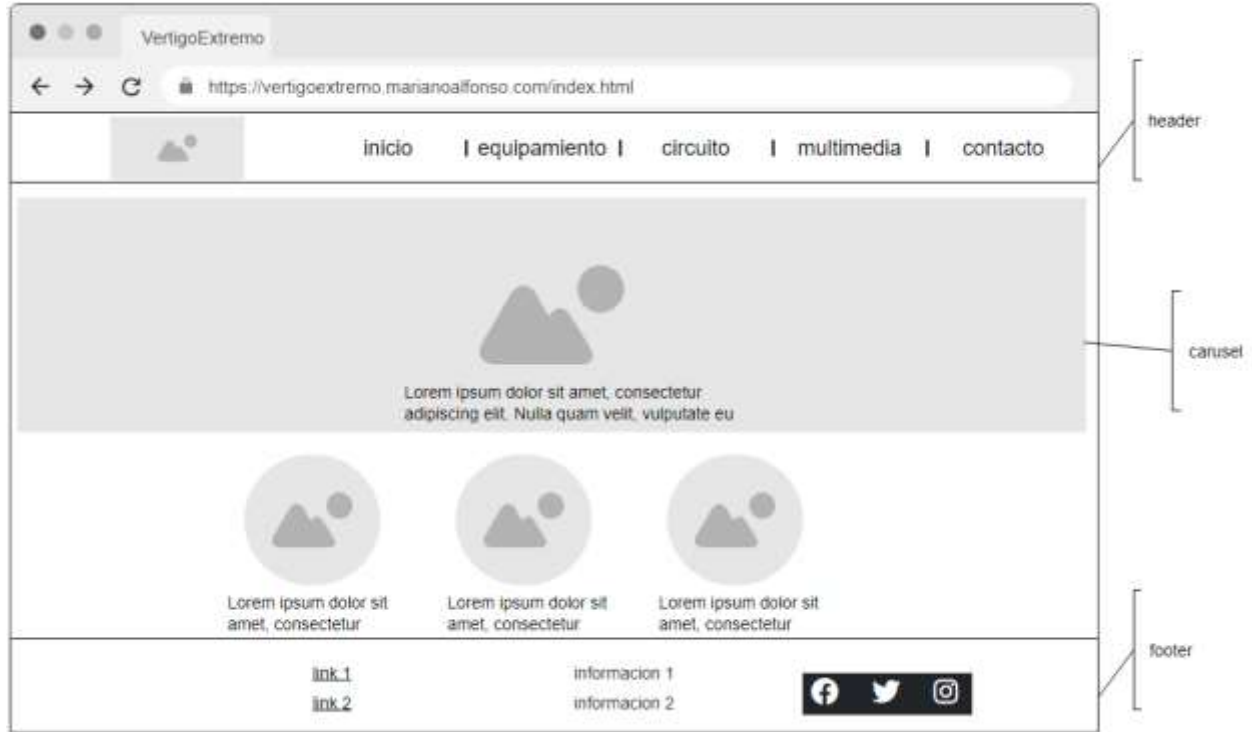 VertigoExtremo
https://vertigoextremo.marianoalfonso.com/index.html
header
inicio | equipamiento | circuito | multimedia | contacto
carusel
Lorem ipsum dolor sit amet, consectetur
adipiscing elit. Nulla quam velit, vulputate eu
Lorem ipsum dolor sit
amet, consectetur
Lorem ipsum dolor sit
amet, consectetur
Lorem ipsum dolor sit
amet, consectetur
footer
link 1
link 2
informacion 1
informacion 2